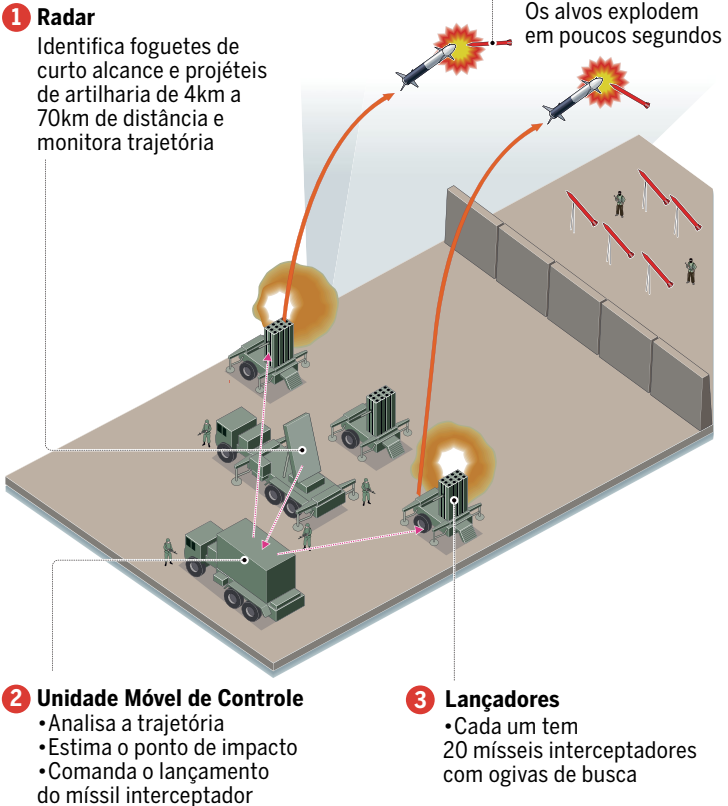 1 Radar
Identifica foguetes de
curto alcance e projéteis
de artilharia de 4km a
70km de distância e
monitora trajetória
Os alvos explodem
em poucos segundos
2 Unidade Móvel de Controle
•Analisa a trajetória
•Estima o ponto de impacto
•Comanda o lançamento
do míssil interceptador
3 Lançadores
•Cada um tem
20 mísseis interceptadores
com ogivas de busca